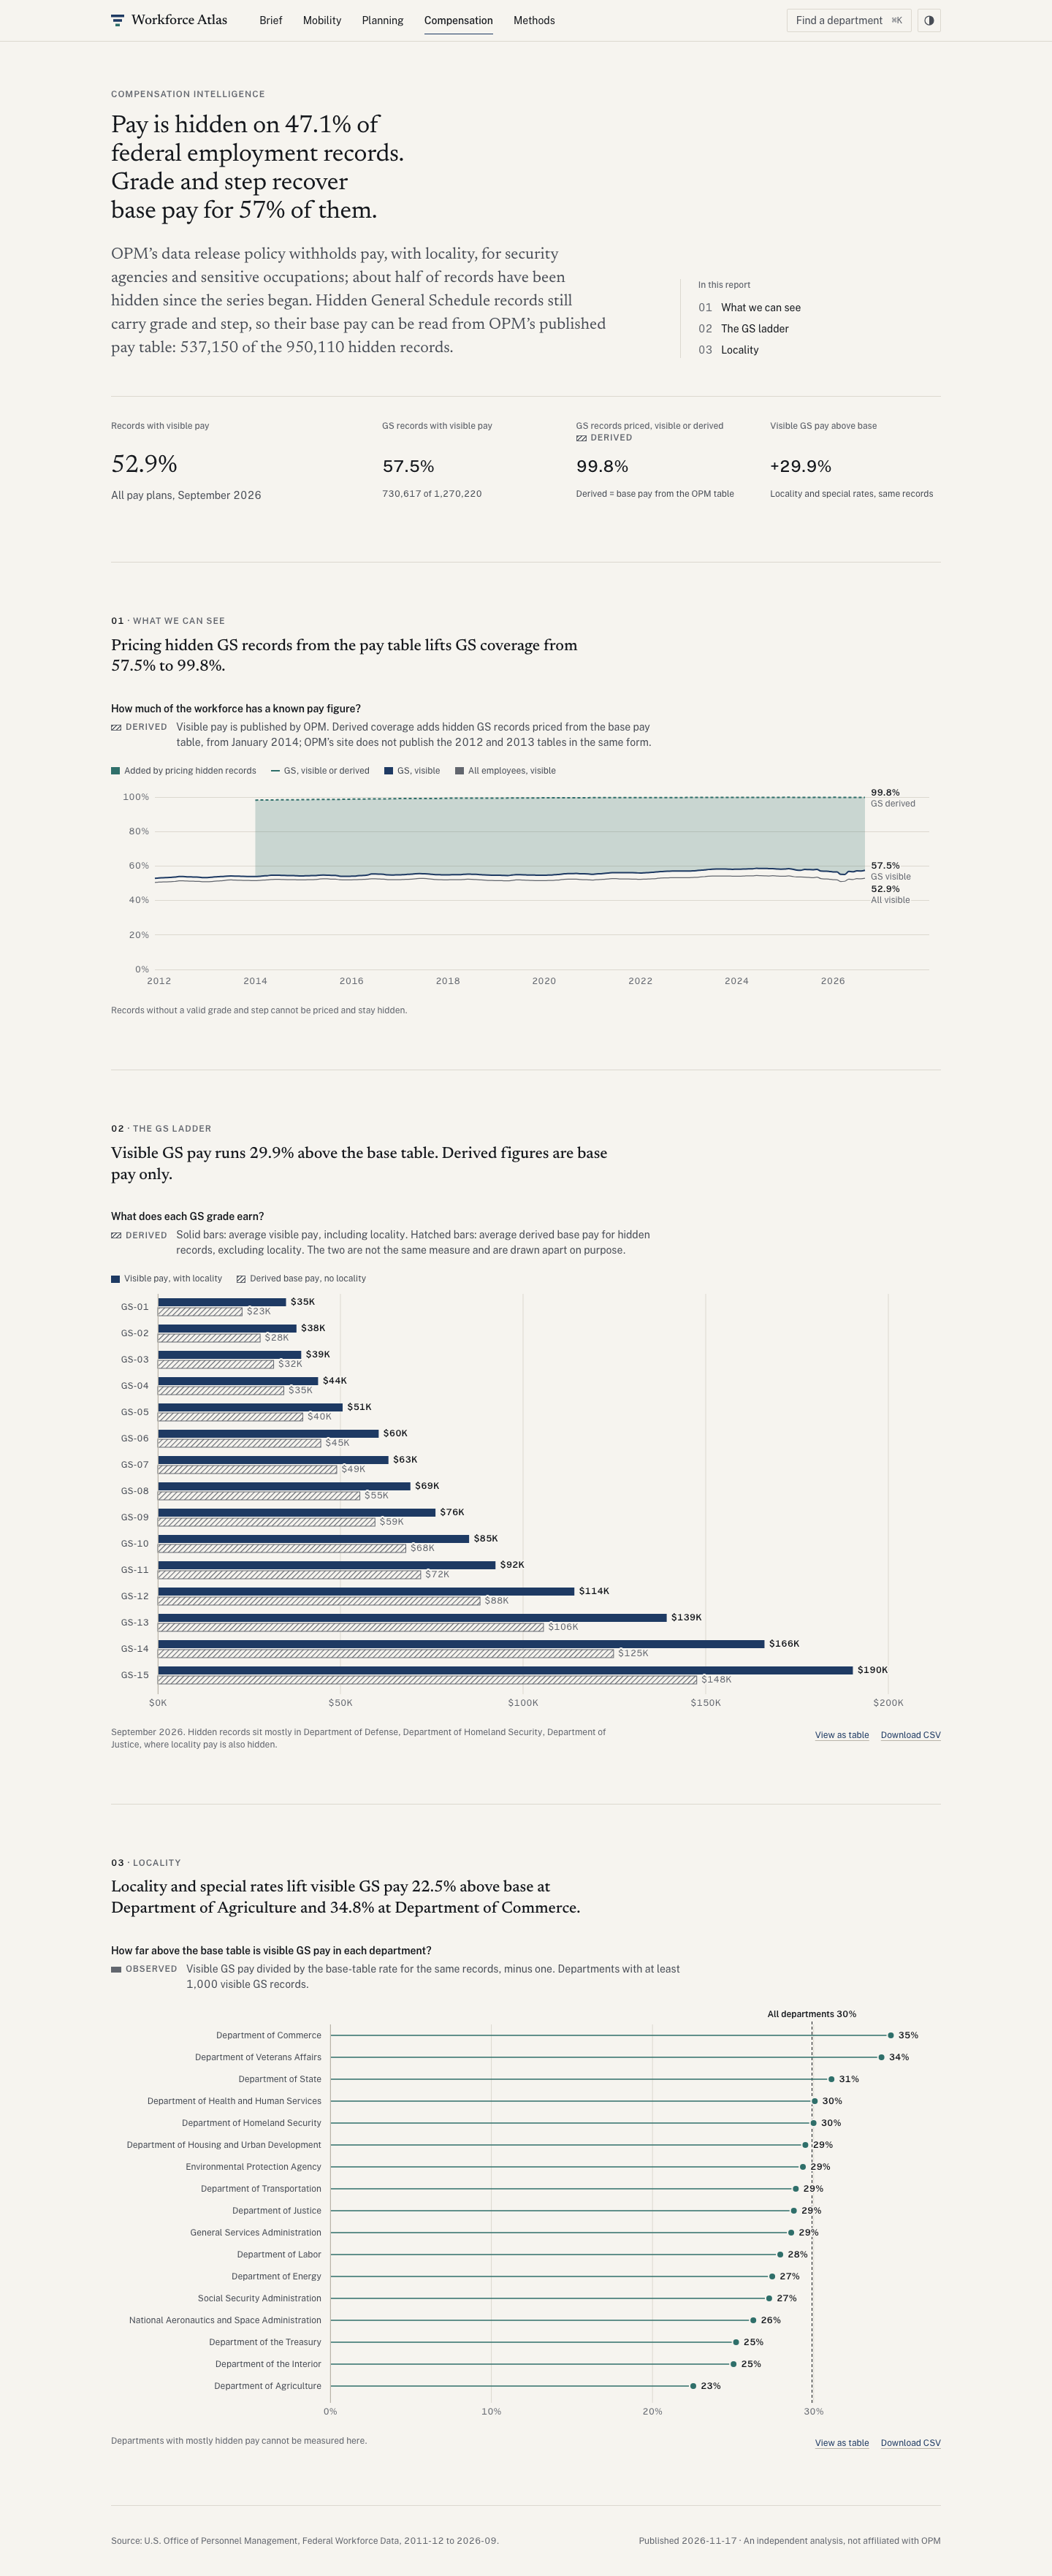 Workforce Atlas Brief Mobility Planning Compensation Methods Find a department ⌘K
COMPENSATION INTELLIGENCE
Pay is hidden on 47.1% of
federal employment records.
Grade and step recover
base pay for 57% of them.
OPM’s data release policy withholds pay, with locality, for security
agencies and sensitive occupations; about half of records have been
hidden since the series began. Hidden General Schedule records still
carry grade and step, so their base pay can be read from OPM’s published
pay table: 537,150 of the 950,110 hidden records.
In this report
01 What we can see
02 The GS ladder
03 Locality
Records with visible pay
52.9%
All pay plans, September 2026
GS records with visible pay
57.5%
730,617 of 1,270,220
GS records priced, visible or derived
DERIVED
99.8%
Derived = base pay from the OPM table
Visible GS pay above base
+29.9%
Locality and special rates, same records
01 · WHAT WE CAN SEE
Pricing hidden GS records from the pay table lifts GS coverage from
57.5% to 99.8%.
How much of the workforce has a known pay figure?
DERIVED Visible pay is published by OPM. Derived coverage adds hidden GS records priced from the base pay
table, from January 2014; OPM’s site does not publish the 2012 and 2013 tables in the same form.
Added by pricing hidden records GS, visible or derived GS, visible All employees, visible
100%
80%
60%
40%
20%
0%
99.8%
GS derived
57.5%
GS visible
52.9%
All visible
2012 2014 2016 2018 2020 2022 2024 2026
Records without a valid grade and step cannot be priced and stay hidden.
02 · THE GS LADDER
Visible GS pay runs 29.9% above the base table. Derived figures are base
pay only.
What does each GS grade earn?
DERIVED Solid bars: average visible pay, including locality. Hatched bars: average derived base pay for hidden
records, excluding locality. The two are not the same measure and are drawn apart on purpose.
Visible pay, with locality Derived base pay, no locality
GS-01 $35K $23K
GS-02 $38K $28K
GS-03 $39K $32K
GS-04 $44K $35K
GS-05 $51K $40K
GS-06 $60K $45K
GS-07 $63K $49K
GS-08 $69K $55K
GS-09 $76K $59K
GS-10 $85K $68K
GS-11 $92K $72K
GS-12 $114K $88K
GS-13 $139K $106K
GS-14 $166K $125K
GS-15 $190K $148K
$0K $50K $100K $150K $200K
September 2026. Hidden records sit mostly in Department of Defense, Department of Homeland Security, Department of
Justice, where locality pay is also hidden.
View as table Download CSV
03 · LOCALITY
Locality and special rates lift visible GS pay 22.5% above base at
Department of Agriculture and 34.8% at Department of Commerce.
How far above the base table is visible GS pay in each department?
OBSERVED Visible GS pay divided by the base-table rate for the same records, minus one. Departments with at least
1,000 visible GS records.
All departments 30%
Department of Commerce 35%
Department of Veterans Affairs 34%
Department of State 31%
Department of Health and Human Services 30%
Department of Homeland Security 30%
Department of Housing and Urban Development 29%
Environmental Protection Agency 29%
Department of Transportation 29%
Department of Justice 29%
General Services Administration 29%
Department of Labor 28%
Department of Energy 27%
Social Security Administration 27%
National Aeronautics and Space Administration 26%
Department of the Treasury 25%
Department of the Interior 25%
Department of Agriculture 23%
0% 10% 20% 30%
Departments with mostly hidden pay cannot be measured here.
View as table Download CSV
Source: U.S. Office of Personnel Management, Federal Workforce Data, 2011-12 to 2026-09.
Published 2026-11-17 · An independent analysis, not affiliated with OPM